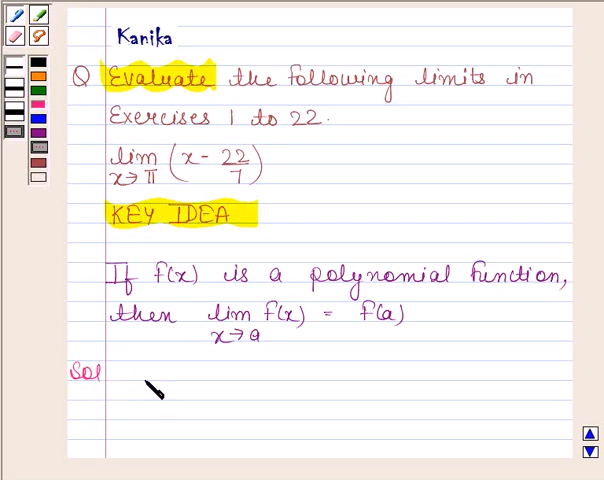 Kanika
Q Evaluate the following limits in
Exercises 1 to 22.
lim x→π (x - 22/7)
KEY IDEA
If f(x) is a polynomial function,
then lim x→a f(x) = f(a)
Sol